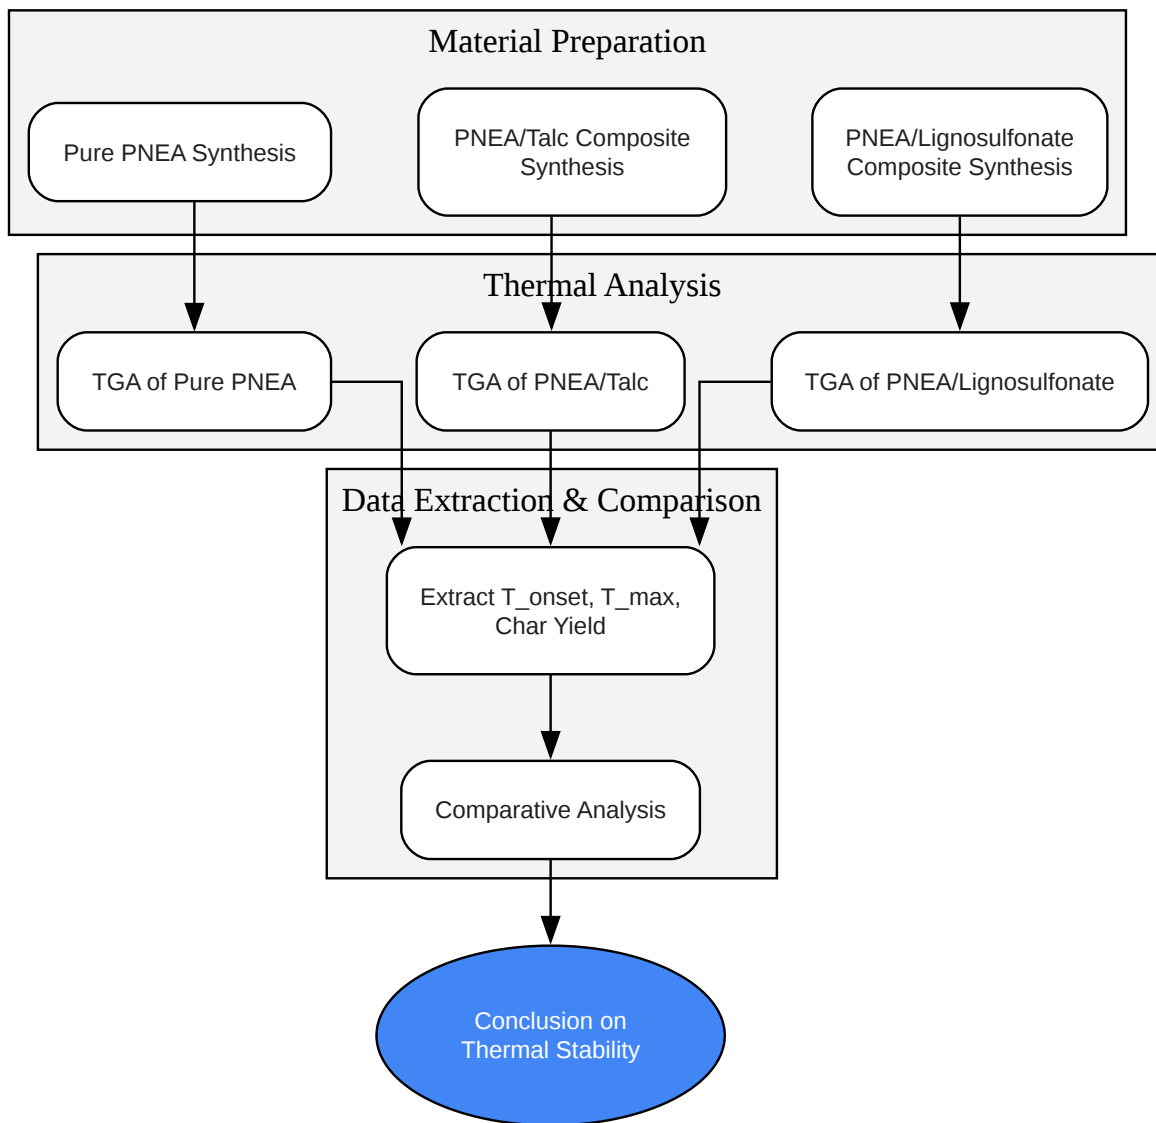 Material Preparation
Pure PNEA Synthesis
PNEA/Talc Composite
Synthesis
PNEA/Lignosulfonate
Composite Synthesis
Thermal Analysis
TGA of Pure PNEA
TGA of PNEA/Talc
TGA of PNEA/Lignosulfonate
Data Extraction & Comparison
Extract T_onset, T_max,
Char Yield
Comparative Analysis
Conclusion on
Thermal Stability